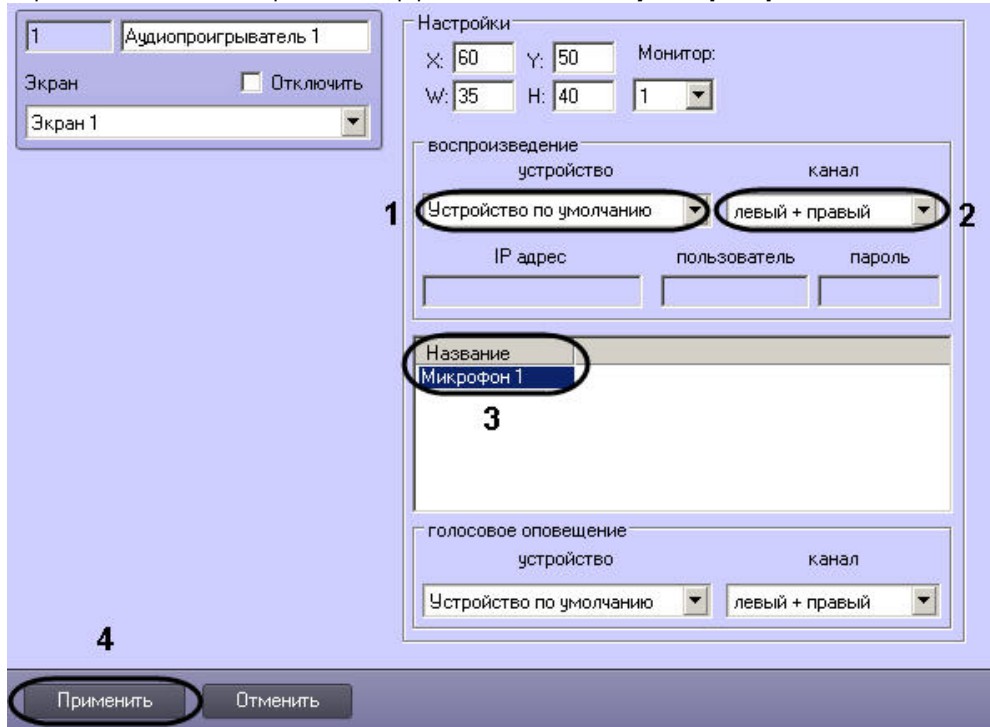 1 Аудиопроигрыватель 1
Экран Отключить
Экран 1
Настройки
X: 60 Y: 50 Монитор:
W: 35 H: 40 1
воспроизведение
устройство канал
1 Устройство по умолчанию левый + правый 2
IP адрес пользователь пароль
Название
Микрофон 1
3
голосовое оповещение
устройство канал
Устройство по умолчанию левый + правый
4
Применить Отменить